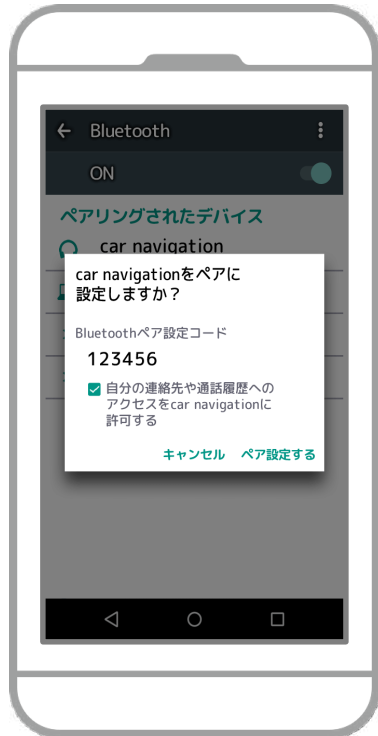 Bluetooth
ON
ペアリングされたデバイス
car navigation
car navigationをペアに
設定しますか？
Bluetoothペア設定コード
123456
自分の連絡先や通話履歴への
アクセスをcar navigationに
許可する
キャンセル ペア設定する